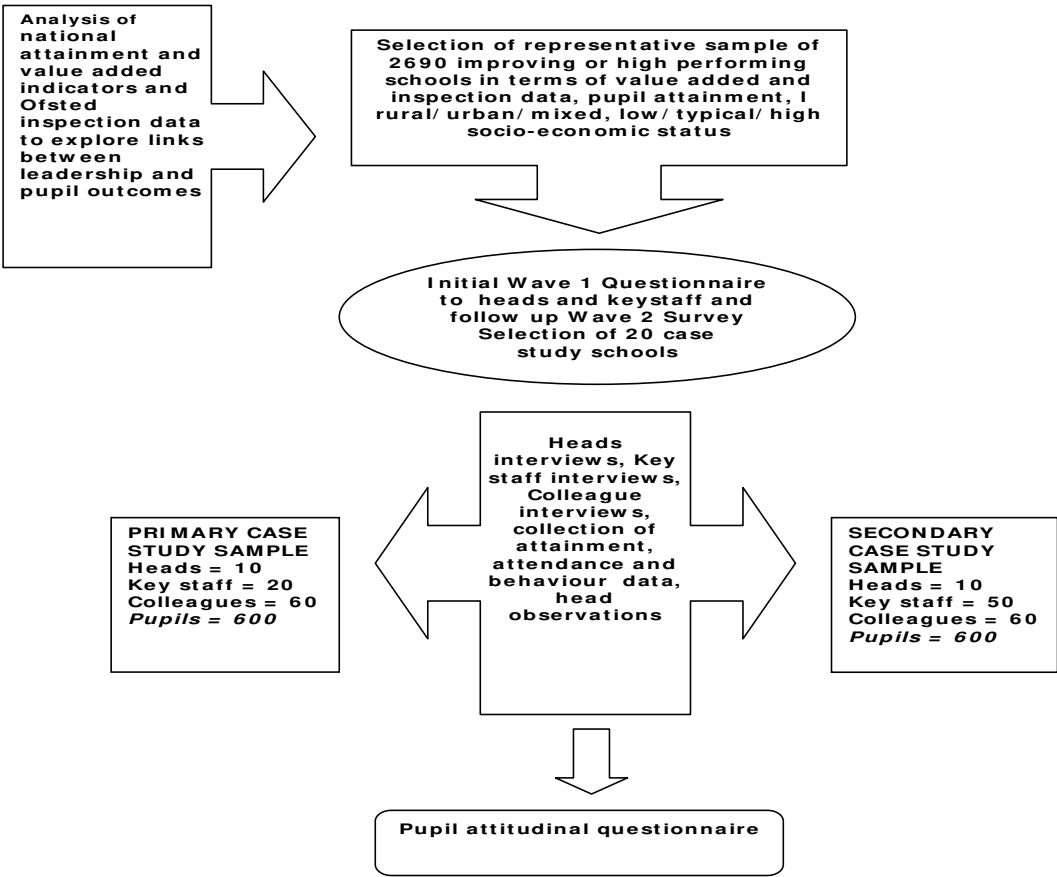 Analysis of
national
attainment and
value added
indicators and
Ofsted
inspection data
to explore links
between
leadership and
pupil outcomes
Selection of representative sample of
2690 improving or high performing
schools in terms of value added and
inspection data, pupil attainment, l
rural/ urban/ mixed, low/ typical/ high
socio-economic status
Initial Wave 1 Questionnaire
to heads and keystaff and
follow up Wave 2 Survey
Selection of 20 case
study schools
Heads
interviews, Key
staff interviews,
Colleague
interviews,
collection of
attainment,
attendance and
behaviour data,
head
observations
PRIMARY CASE
STUDY SAMPLE
Heads = 10
Key staff = 20
Colleagues = 60
Pupils = 600
SECONDARY
CASE STUDY
SAMPLE
Heads = 10
Key staff = 50
Colleagues = 60
Pupils = 600
Pupil attitudinal questionnaire